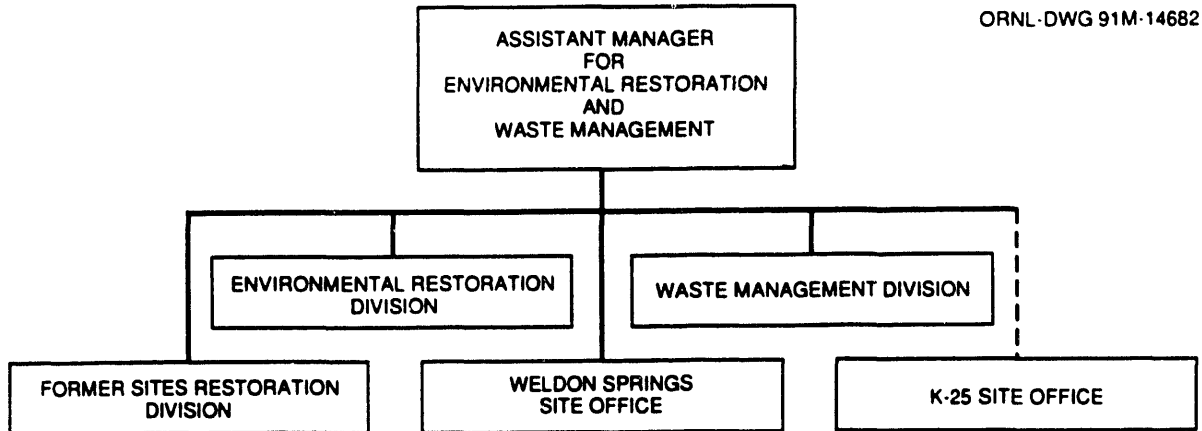 ORNL-DWG 91M-14682
ASSISTANT MANAGER
FOR
ENVIRONMENTAL RESTORATION
AND
WASTE MANAGEMENT
ENVIRONMENTAL RESTORATION
DIVISION
WASTE MANAGEMENT DIVISION
FORMER SITES RESTORATION
DIVISION
WELDON SPRINGS
SITE OFFICE
K-25 SITE OFFICE